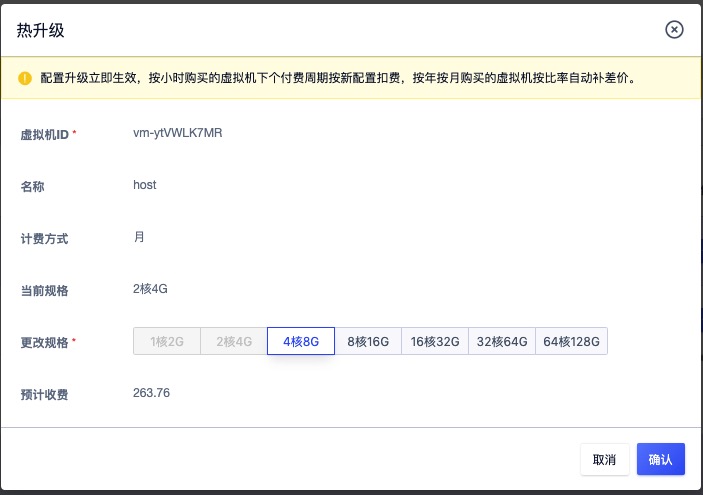 热升级
配置升级立即生效，按小时购买的虚拟机下个付费周期按新配置扣费，按年按月购买的虚拟机按比率自动补差价。
虚拟机ID * vm-ytVWLK7MR
名称 host
计费方式 月
当前规格 2核4G
更改规格 * 1核2G 2核4G 4核8G 8核16G 16核32G 32核64G 64核128G
预计收费 263.76
取消 确认